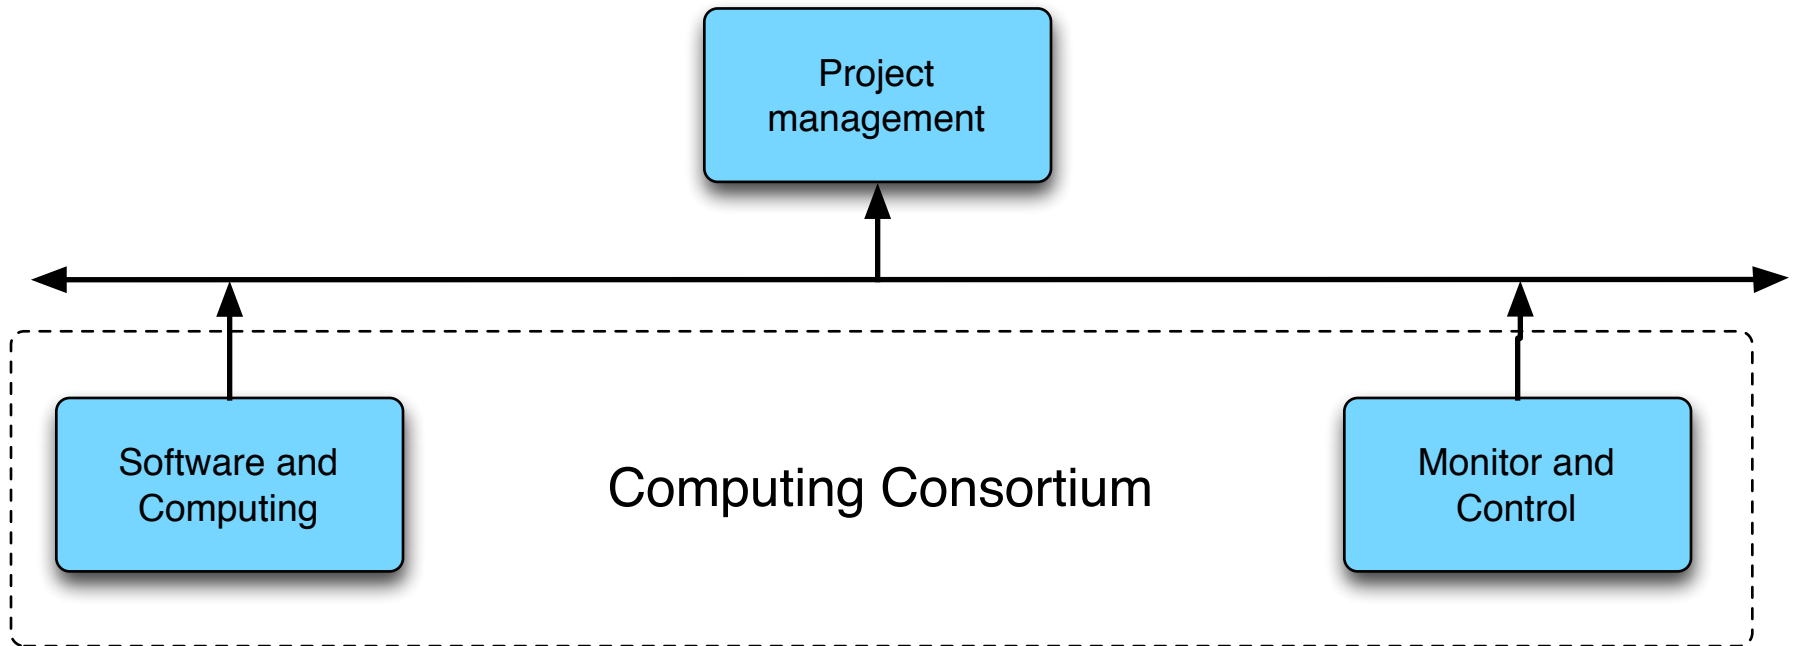 Project
management
Software and
Computing
Computing Consortium
Monitor and
Control